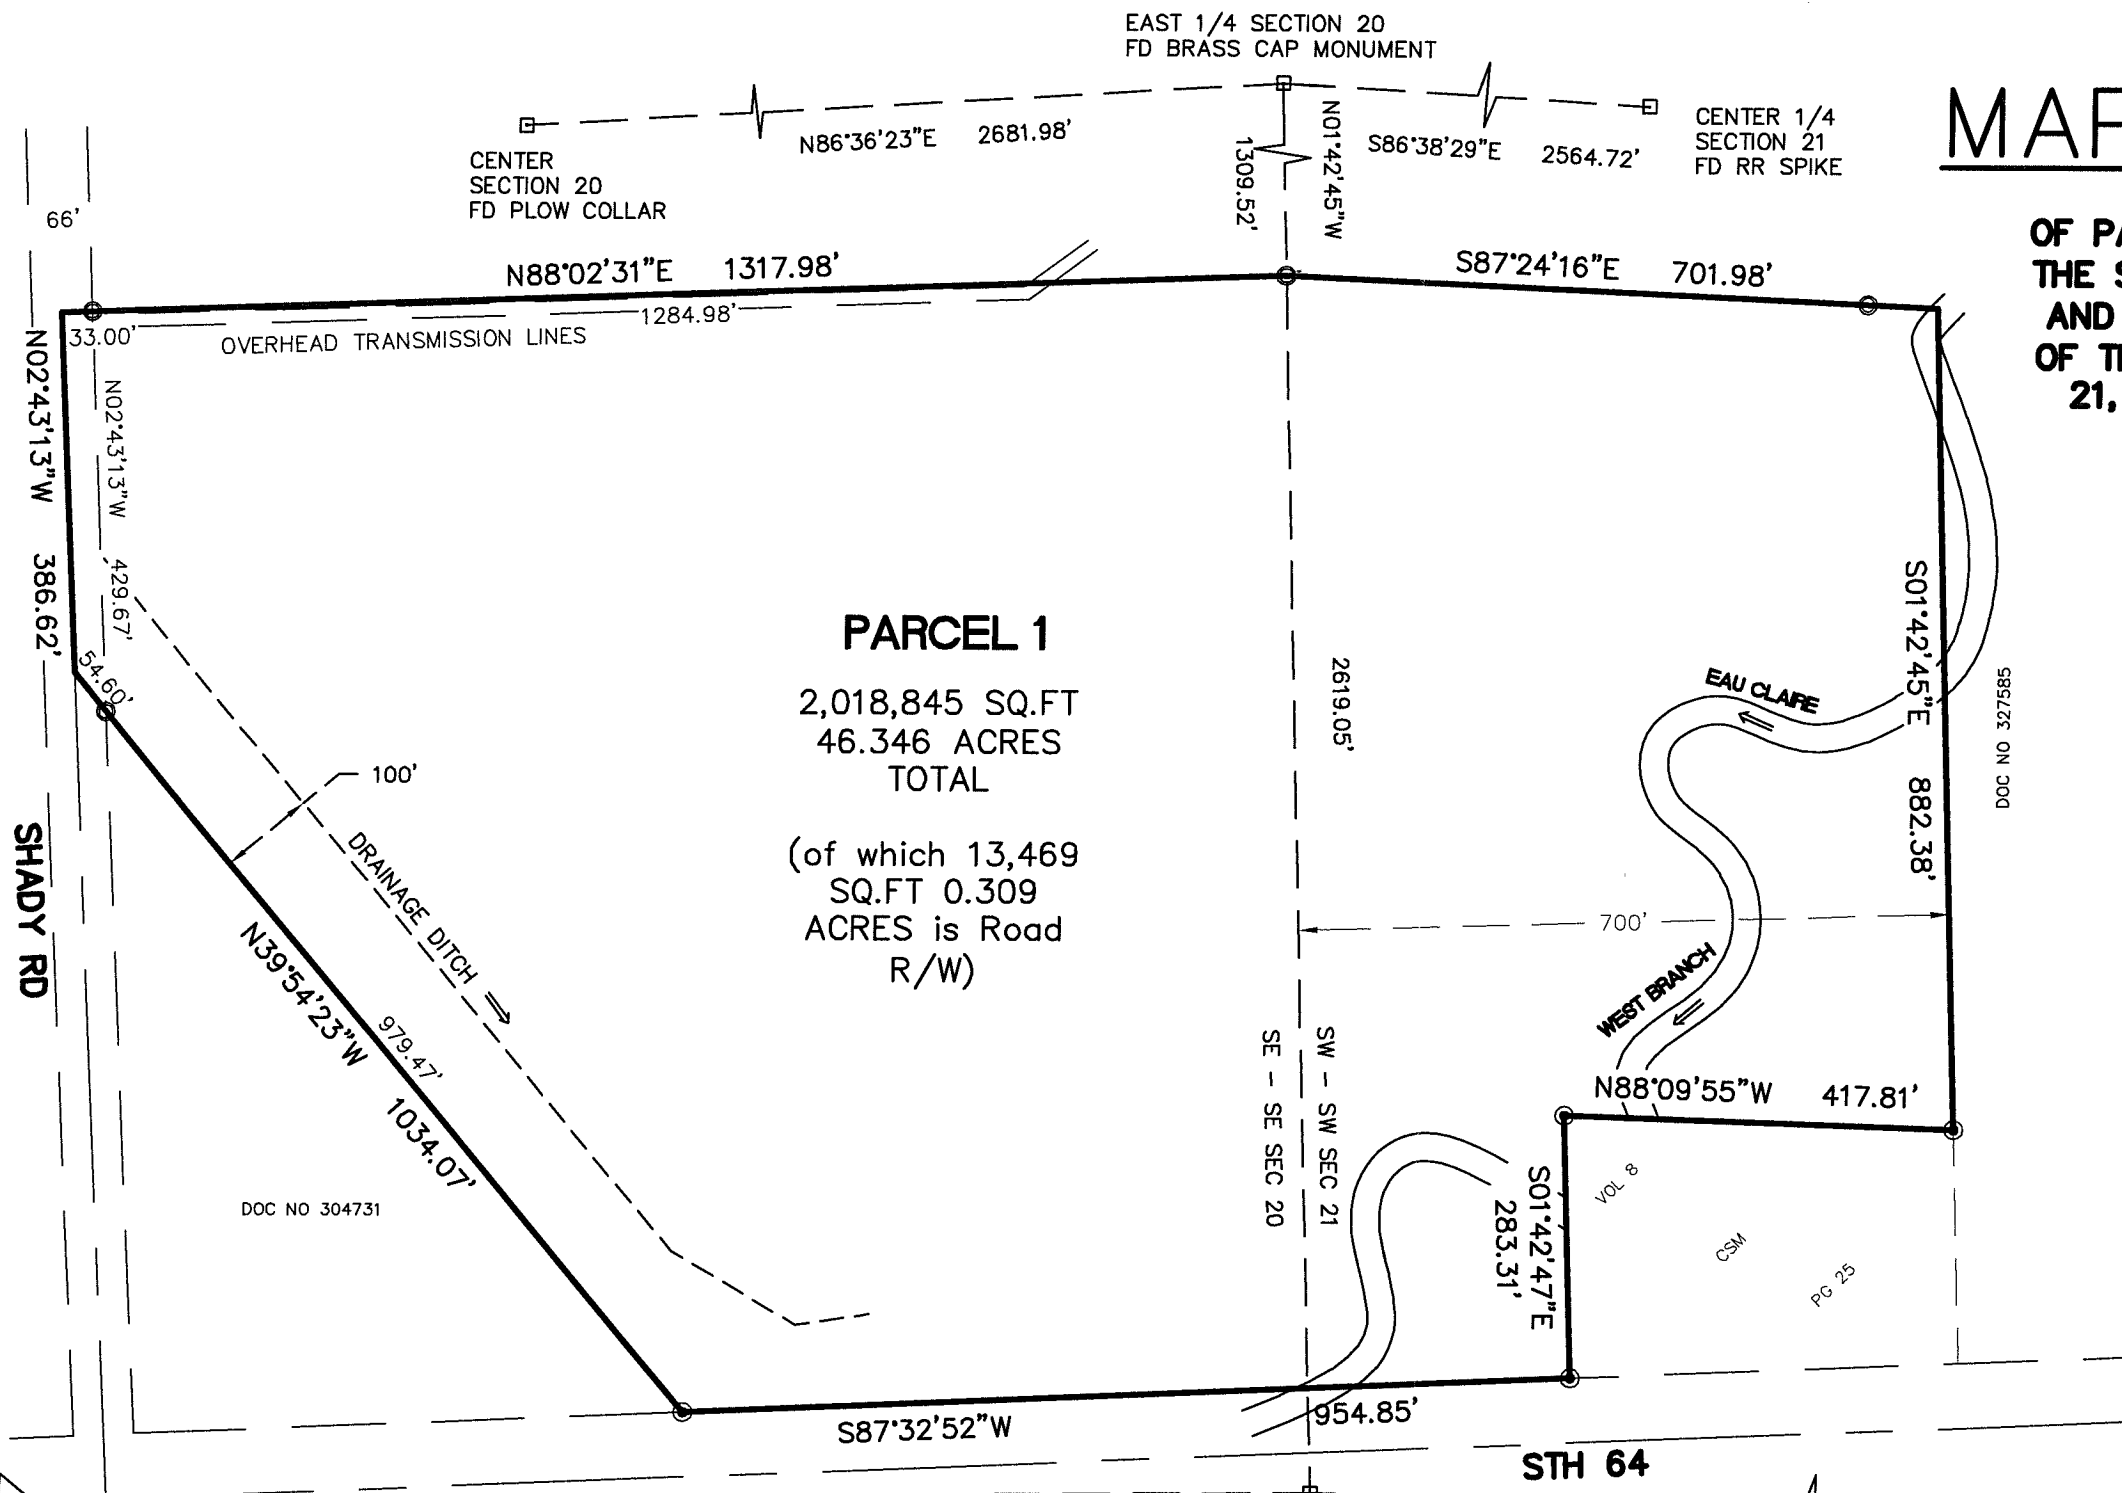 EAST 1/4 SECTION 20
FD BRASS CAP MONUMENT
N86°36'23"E 2681.98'
CENTER
SECTION 20
FD PLOW COLLAR
1309.52'
N01°42'45"W
S86°38'29"E 2564.72'
CENTER 1/4
SECTION 21
FD RR SPIKE
OF
THE
AND
OF
21,
66'
N88°02'31"E 1317.98'
S87°24'16"E 701.98'
33.00'
1284.98'
OVERHEAD TRANSMISSION LINES
N02°43'13"W 386.62'
N02°43'13"W 429.67'
54.60'
SHADY RD
100'
DRAINAGE DITCH
N39°54'23"W 1034.07'
979.47'
DOC NO 304731
PARCEL 1
2,018,845 SQ.FT
46.346 ACRES
TOTAL
(of which 13,469
SQ.FT 0.309
ACRES is Road
R/W)
2619.05'
SE - SE SEC 20
SW - SW SEC 21
EAU CLAIRE
WEST BRANCH
700'
S01°42'45"E 882.38'
DOC NO 327585
N88°09'55"W 417.81'
S01°42'47"E
283.31'
VOL 8
CSM
PG 25
S87°32'52"W
954.85'
STH 64